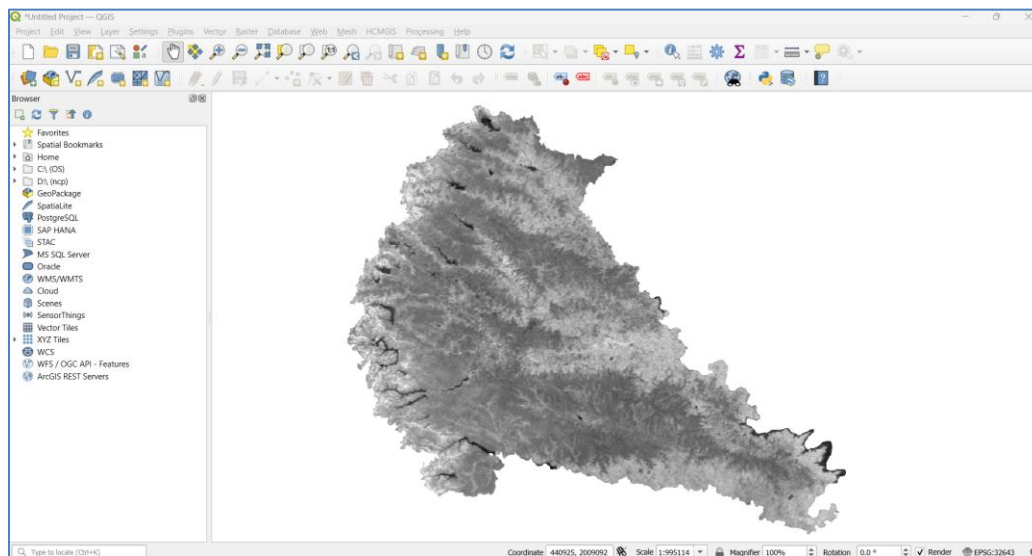 *Untitled Project — QGIS
Project Edit View Layer Settings Plugins Vector Raster Database Web Mesh HCMGIS Processing Help
Browser
Favorites
Spatial Bookmarks
Home
C:\ (OS)
D:\ (ncp)
GeoPackage
SpatiaLite
PostgreSQL
SAP HANA
STAC
MS SQL Server
Oracle
WMS/WMTS
Cloud
Scenes
SensorThings
Vector Tiles
XYZ Tiles
WCS
WFS / OGC API - Features
ArcGIS REST Servers
Type to locate (Ctrl+K) Coordinate 440925, 2009092 Scale 1:995114 Magnifier 100% Rotation 0.0 ° Render EPSG:32643